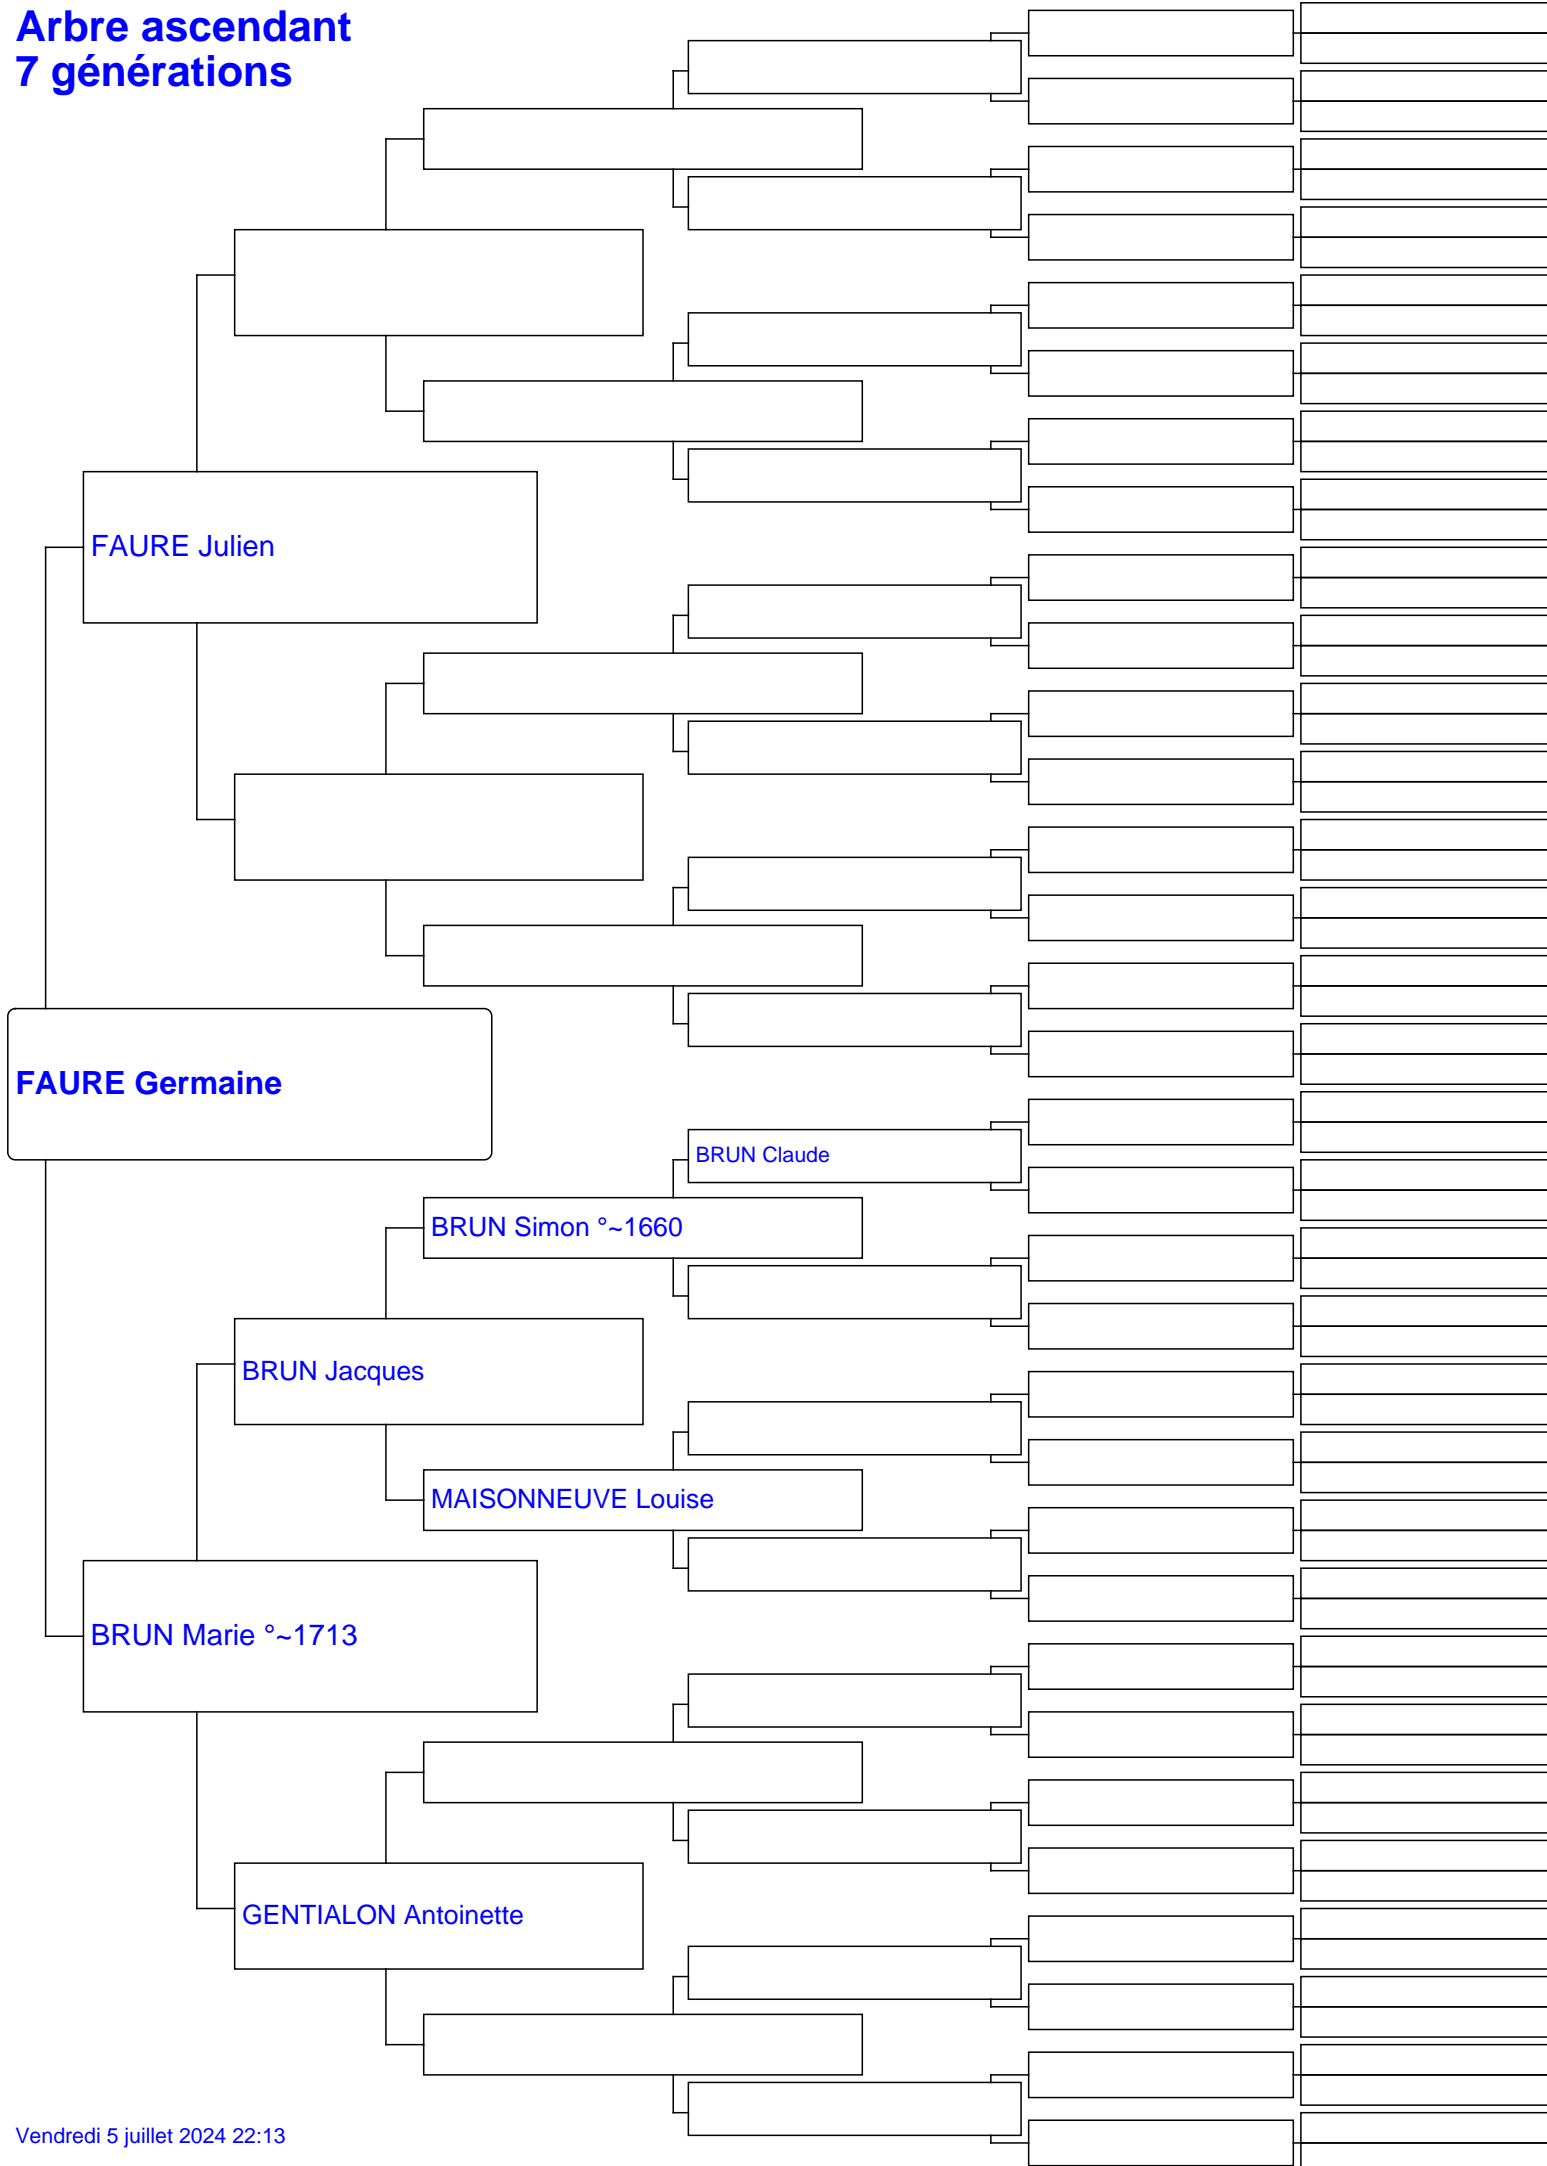 Arbre ascendant
7 générations
FAURE Julien
FAURE Germaine
BRUN Claude
BRUN Simon °~1660
BRUN Jacques
MAISONNEUVE Louise
BRUN Marie °~1713
GENTIALON Antoinette
Vendredi 5 juillet 2024 22:13